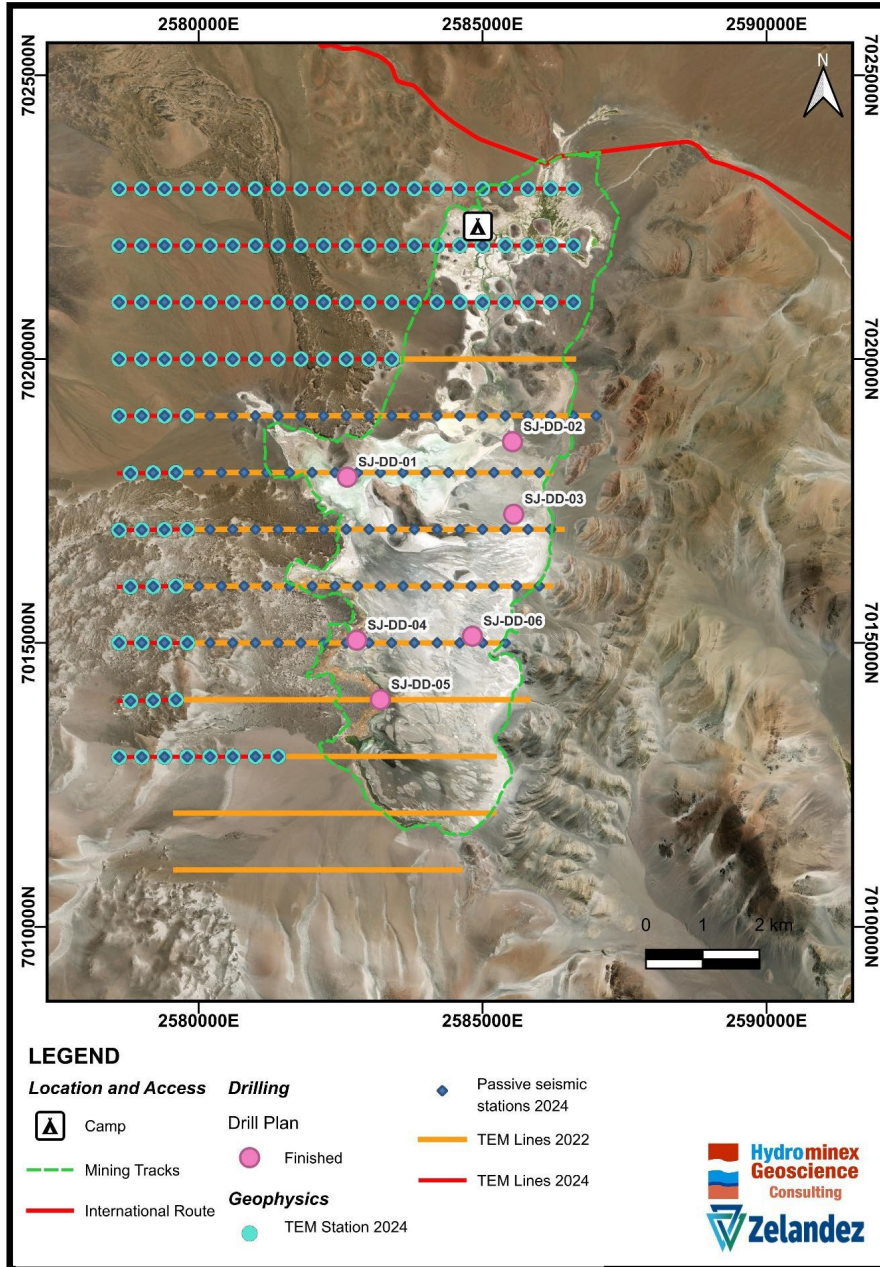 2580000E
2585000E
2590000E
N
7025000N
7025000N
7020000N
7020000N
SJ-DD-02
SJ-DD-01
SJ-DD-03
7015000N
7015000N
SJ-DD-04
SJ-DD-06
SJ-DD-05
7010000N
7010000N
0 1 2 km
2580000E
2585000E
2590000E
LEGEND
Location and Access
Camp
Mining Tracks
International Route
Drilling
Drill Plan
Finished
Geophysics
TEM Station 2024
Passive seismic
stations 2024
TEM Lines 2022
TEM Lines 2024
Hydrominex
Geoscience
Consulting
Zelandez